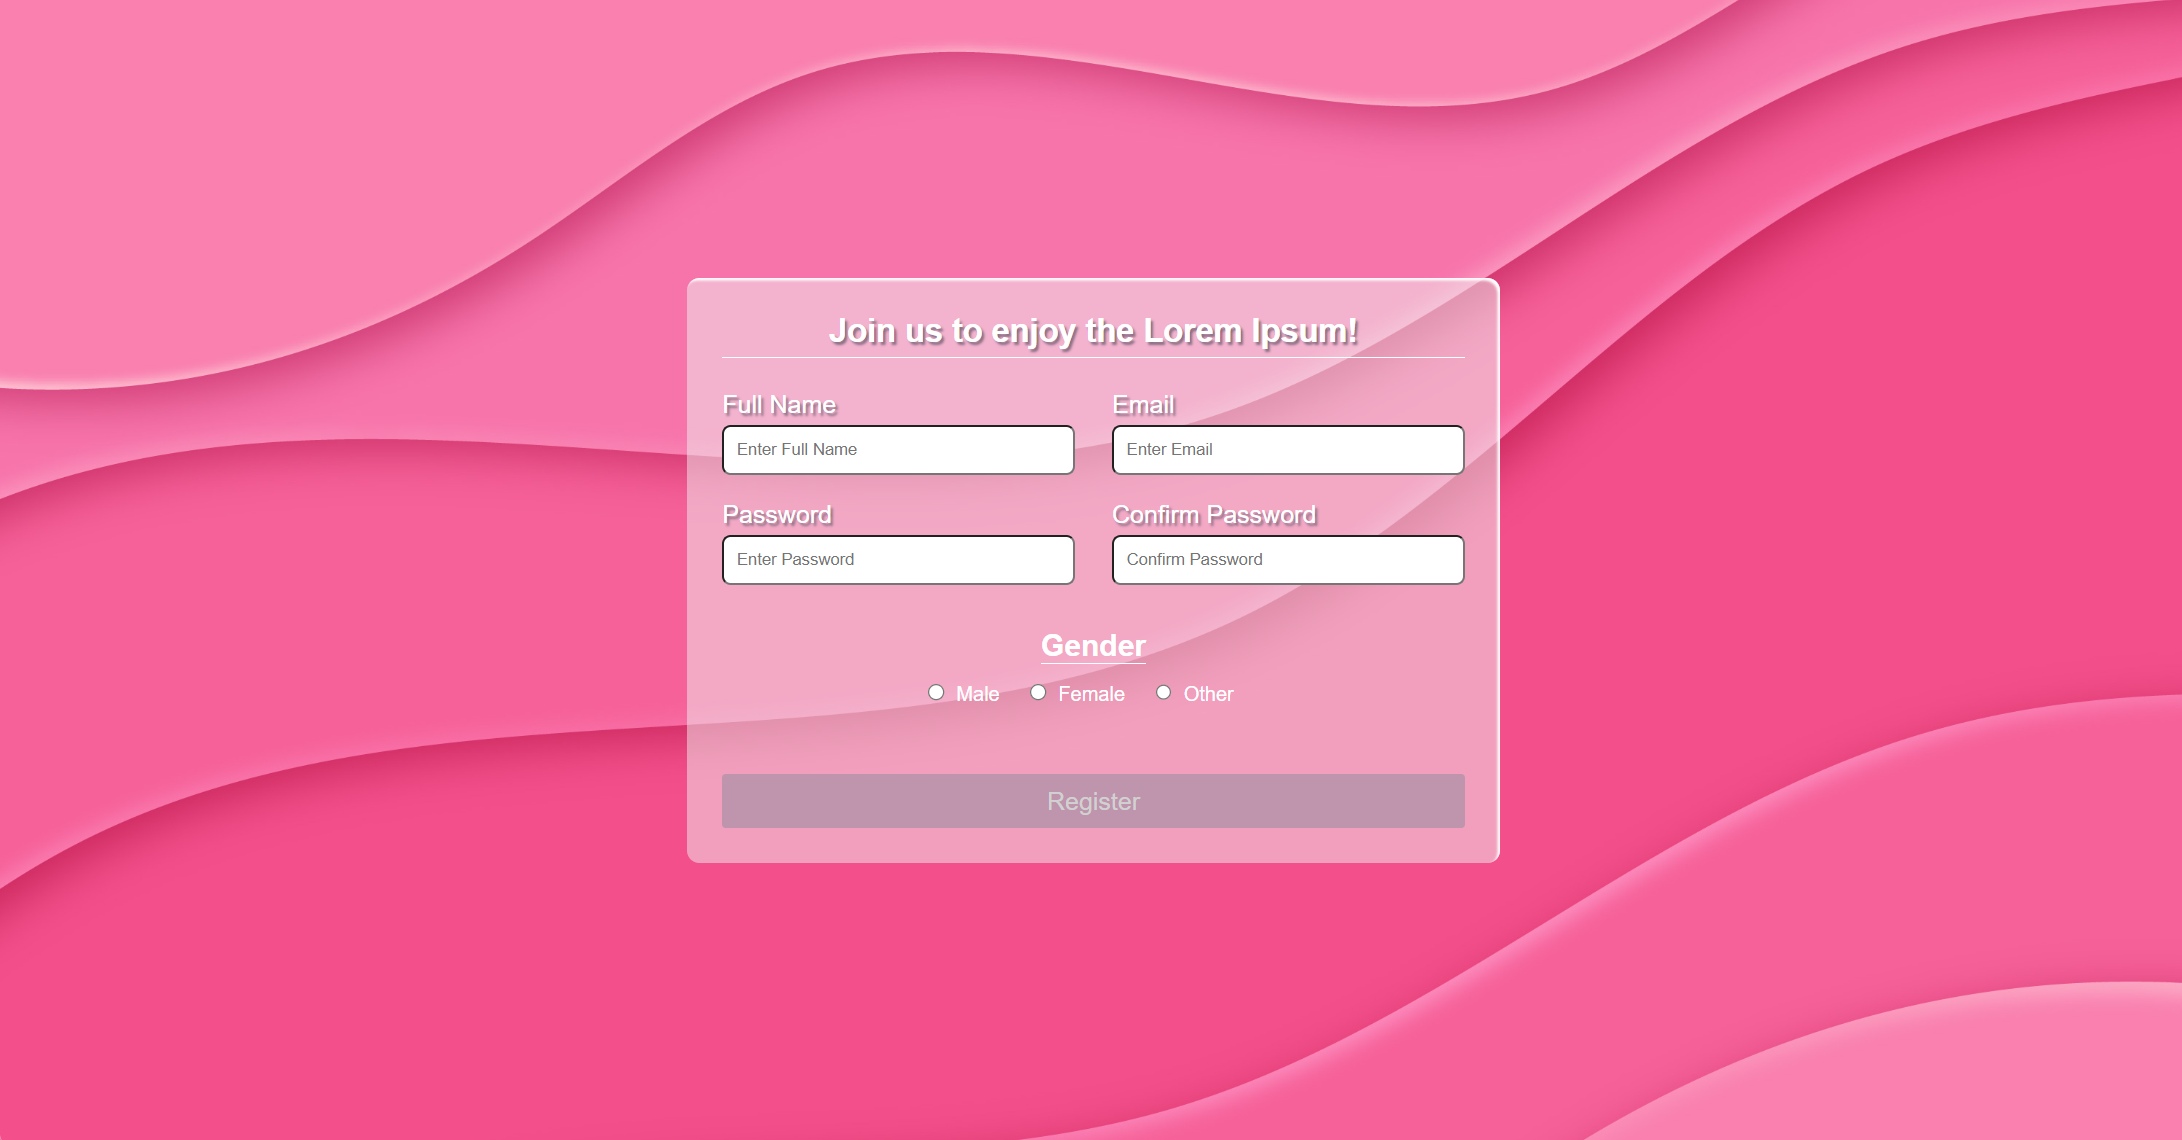 Join us to enjoy the Lorem Ipsum!
Full Name Email
Enter Full Name Enter Email
Password Confirm Password
Enter Password Confirm Password
Gender
Male Female Other
Register